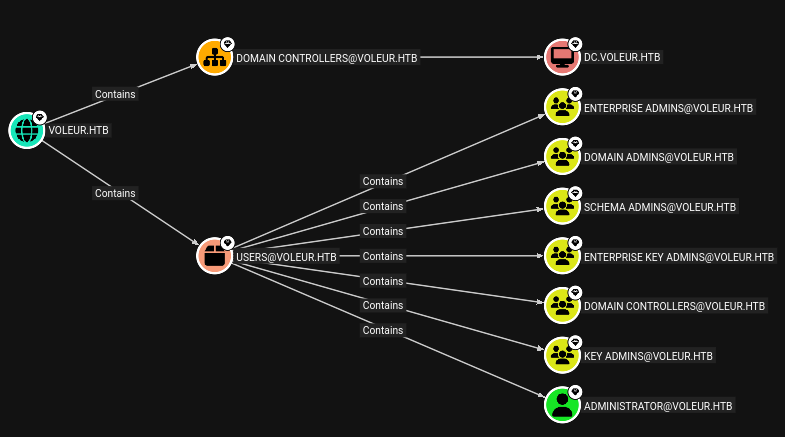 DOMAIN CONTROLLERS@VOLEUR.HTB
DC.VOLEUR.HTB
Contains
ENTERPRISE ADMINS@VOLEUR.HTB
VOLEUR.HTB
DOMAIN ADMINS@VOLEUR.HTB
Contains
Contains
Contains
SCHEMA ADMINS@VOLEUR.HTB
Contains
USERS@VOLEUR.HTB
Contains
ENTERPRISE KEY ADMINS@VOLEUR.HTB
Contains
Contains
DOMAIN CONTROLLERS@VOLEUR.HTB
Contains
KEY ADMINS@VOLEUR.HTB
ADMINISTRATOR@VOLEUR.HTB